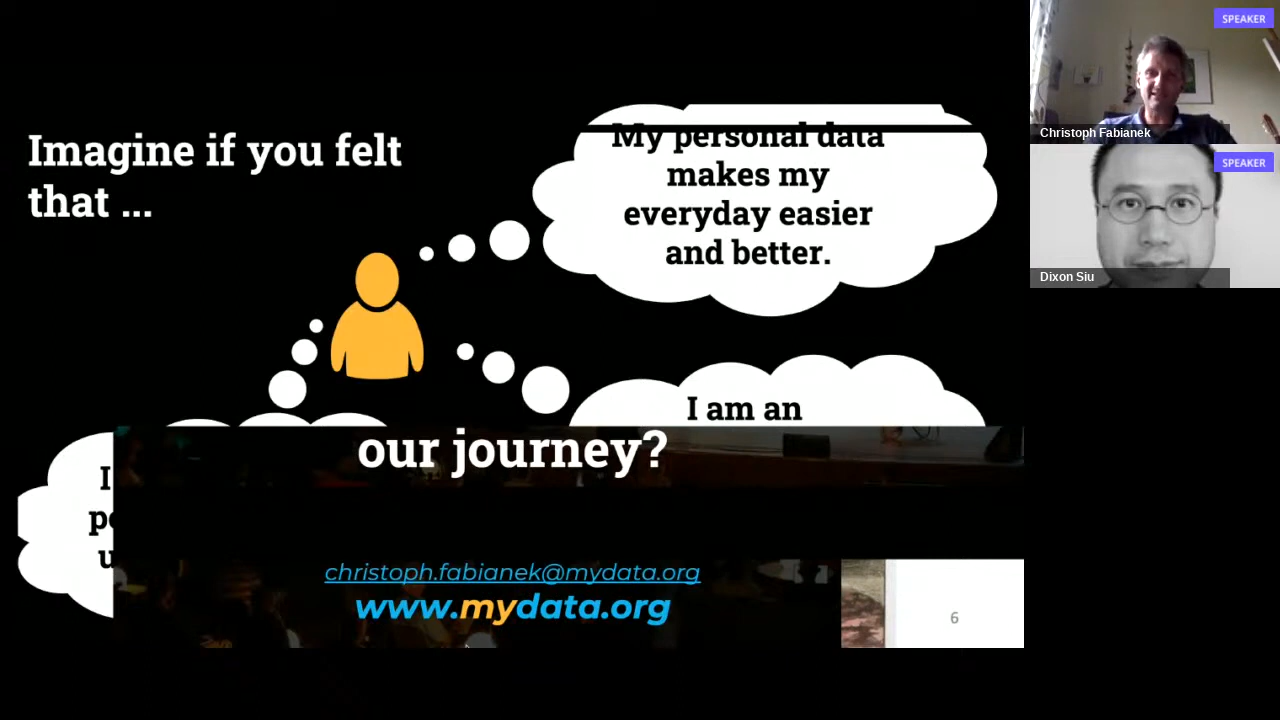 Imagine if you felt
that ...
My personal data
makes my
everyday easier
and better.
I am an
our journey?
I
christoph.fabianek@mydata.org
www.mydata.org
6
SPEAKER
Christoph Fabianek
SPEAKER
Dixon Siu